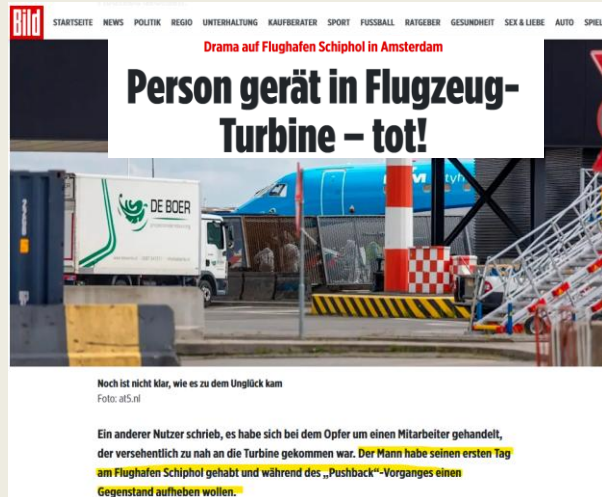 Bild
STARTSEITE NEWS POLITIK REGIO UNTERHALTUNG KAUFBERATER SPORT FUSSBALL RATGEBER GESUNDHEIT SEX & LIEBE AUTO SPIEL
Drama auf Flughafen Schiphol in Amsterdam
Person gerät in Flugzeug-
Turbine – tot!
DE BOER
Noch ist nicht klar, wie es zu dem Unglück kam
Foto: at5.nl
Ein anderer Nutzer schrieb, es habe sich bei dem Opfer um einen Mitarbeiter gehandelt,
der versehentlich zu nah an die Turbine gekommen war. Der Mann habe seinen ersten Tag
am Flughafen Schiphol gehabt und während des „Pushback“-Vorganges einen
Gegenstand aufheben wollen.